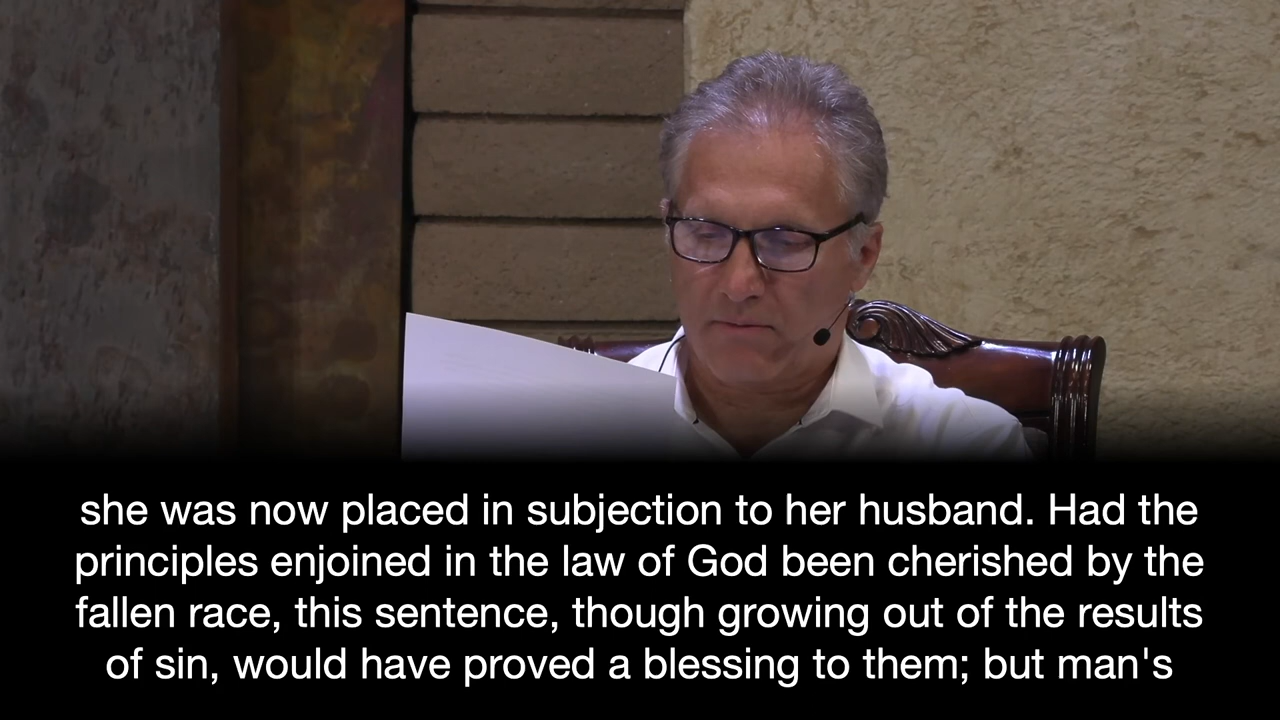 she was now placed in subjection to her husband. Had the
principles enjoined in the law of God been cherished by the
fallen race, this sentence, though growing out of the results
of sin, would have proved a blessing to them; but man's